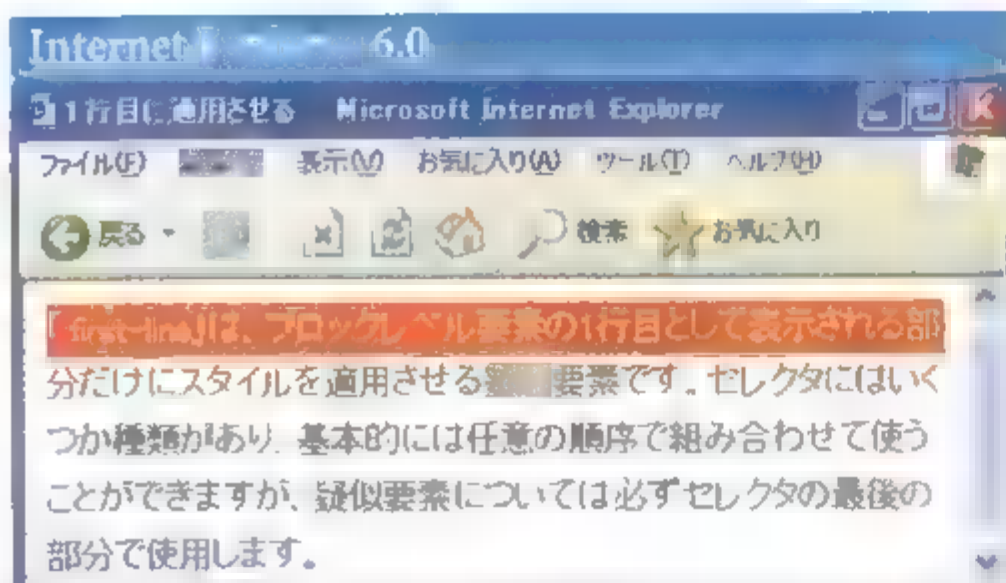 Internet 6.0
1行目に適用させる Microsoft Internet Explorer
ファイル(F) 表示(V) お気に入り(A) ツール(T) ヘルプ(H)
戻る 検索 お気に入り
「first-line」は、ブロックレベル要素の1行目として表示される部
分だけにスタイルを適用させる 要素です。セレクタにはいく
つか種類があり、基本的には任意の順序で組み合わせて使う
ことができますが、疑似要素については必ずセレクタの最後の
部分で使用します。